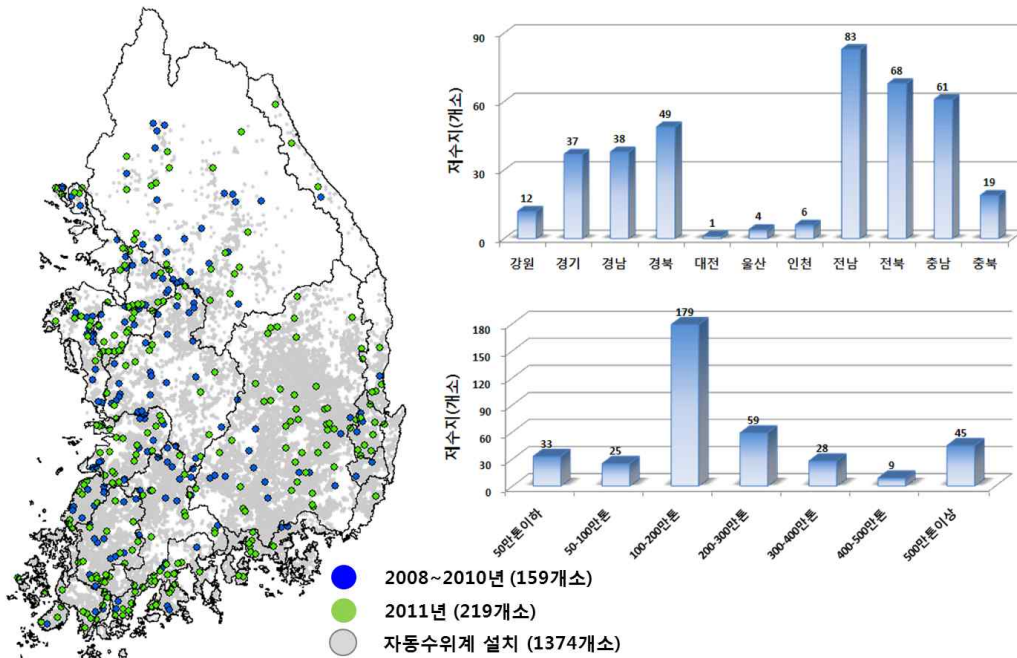 90
60
30
0
저수지(개소)
12
37
38
49
1
4
6
83
68
61
19
강원
경기
경남
경북
대전
울산
인천
전남
전북
충남
충북
180
150
120
90
60
30
0
저수지(개소)
33
25
179
59
28
9
45
50만톤이하
50-100만톤
100-200만톤
200-300만톤
300-400만톤
400-500만톤
500만톤이상
2008~2010년 (159개소)
2011년 (219개소)
자동수위계 설치 (1374개소)